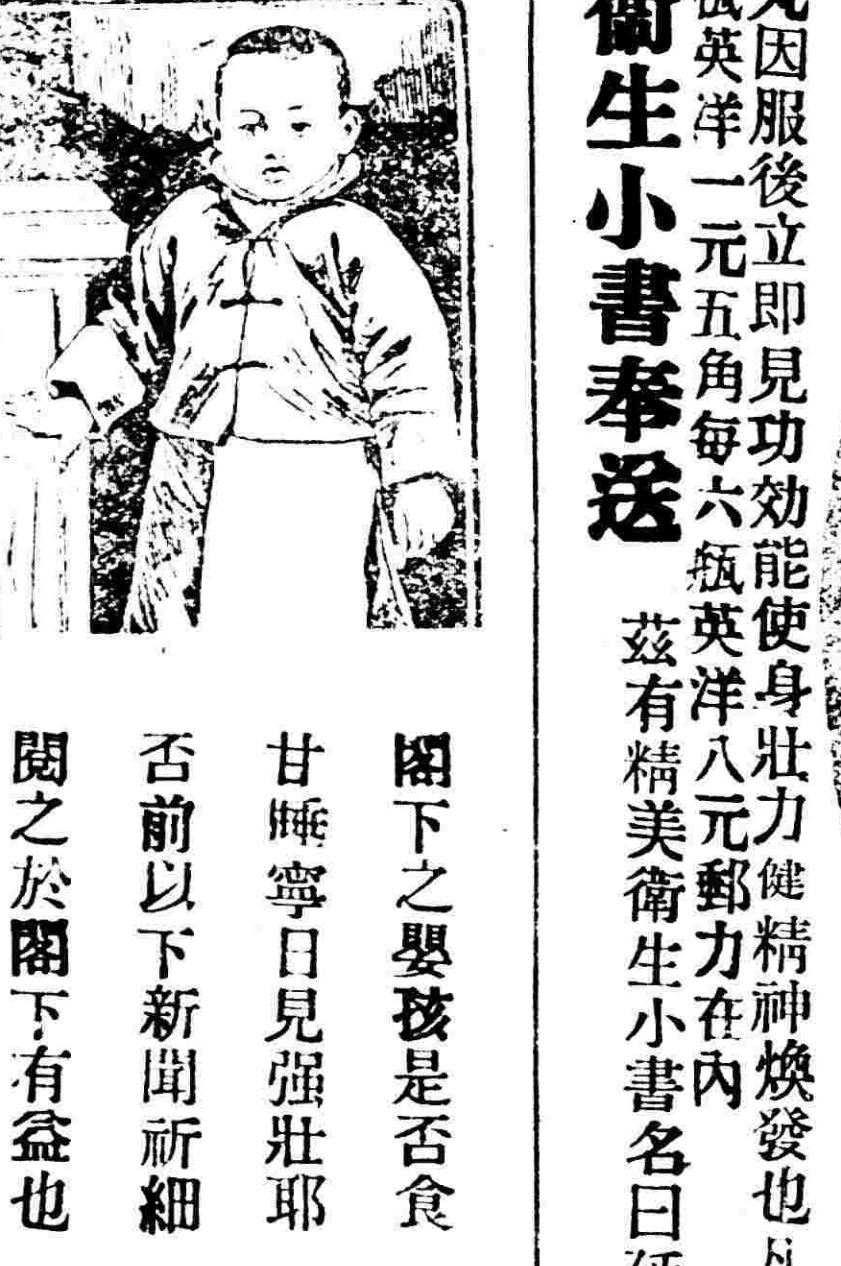 因服後立即見功効能使身壯力健精神煥發也凡
英洋一元五角每六瓶英洋八元郵力在內
衞生小書奉送
茲有精美衛生小書名曰
閣下之嬰孩是否食
甘睡寧日見强壯耶
否前以下新聞祈細
閱之於閣下有益也